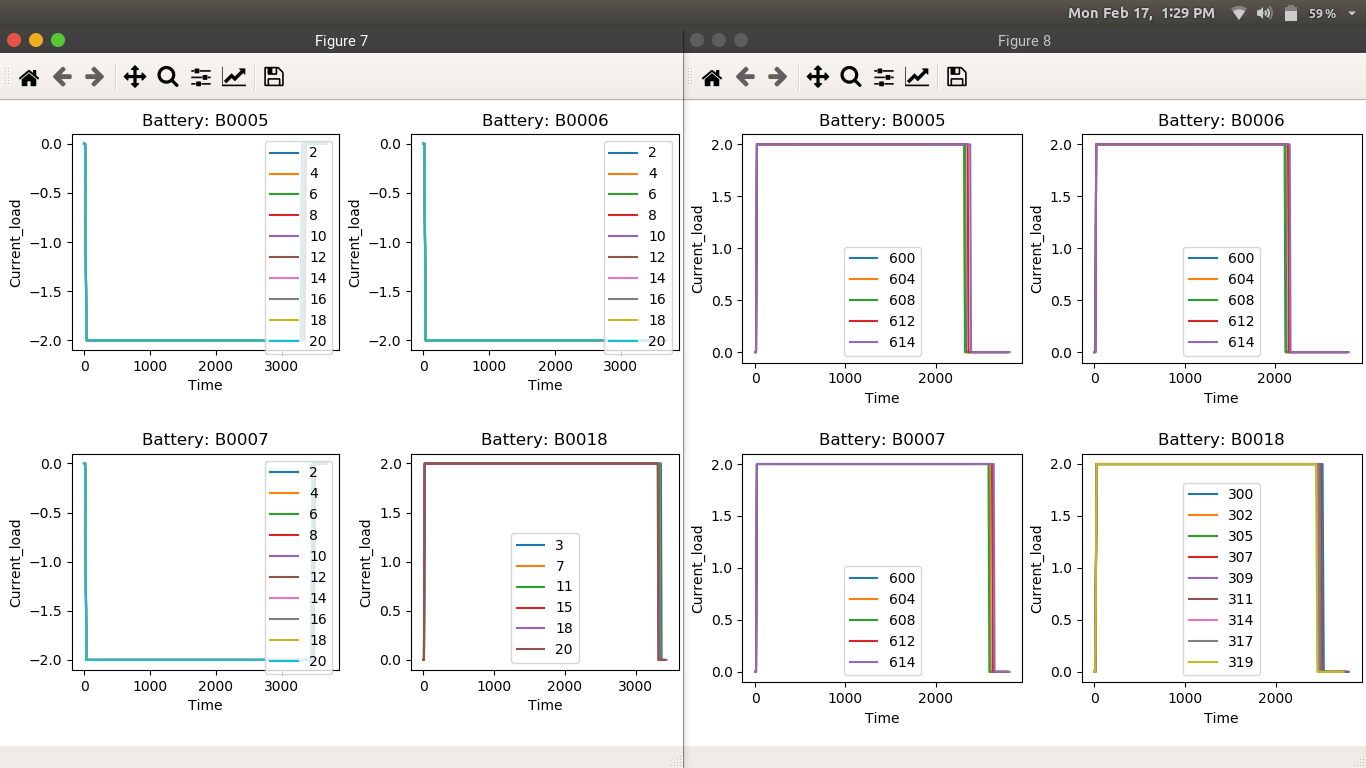 Mon Feb 17, 1:29 PM 59%
Figure 7
Figure 8
Battery: B0005
0.0
−0.5
−1.0
−1.5
−2.0
Current_load
0 1000 2000 3000
Time
2
4
6
8
10
12
14
16
18
20
Battery: B0006
0.0
−0.5
−1.0
−1.5
−2.0
Current_load
0 1000 2000 3000
Time
2
4
6
8
10
12
14
16
18
20
Battery: B0007
0.0
−0.5
−1.0
−1.5
−2.0
Current_load
0 1000 2000 3000
Time
2
4
6
8
10
12
14
16
18
20
Battery: B0018
2.0
1.5
1.0
0.5
0.0
Current_load
0 1000 2000 3000
Time
3
7
11
15
18
20
Battery: B0005
2.0
1.5
1.0
0.5
0.0
Current_load
0 1000 2000
Time
600
604
608
612
614
Battery: B0006
2.0
1.5
1.0
0.5
0.0
Current_load
0 1000 2000
Time
600
604
608
612
614
Battery: B0007
2.0
1.5
1.0
0.5
0.0
Current_load
0 1000 2000
Time
600
604
608
612
614
Battery: B0018
2.0
1.5
1.0
0.5
0.0
Current_load
0 1000 2000
Time
300
302
305
307
309
311
314
317
319